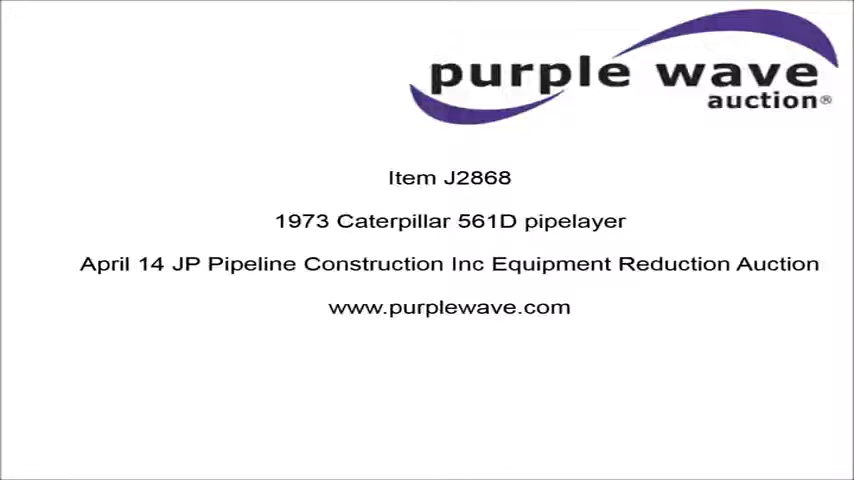 purple wave
auction®
Item J2868
1973 Caterpillar 561D pipelayer
April 14 JP Pipeline Construction Inc Equipment Reduction Auction
www.purplewave.com